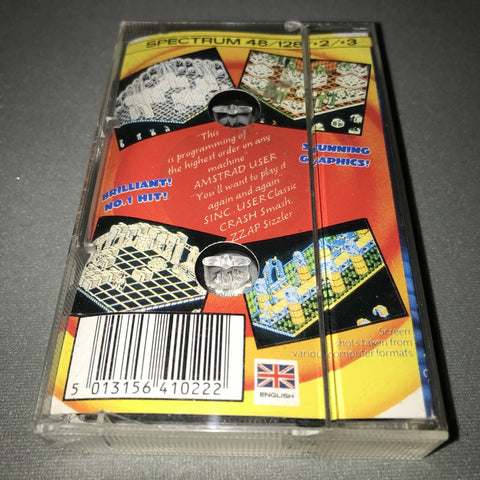 SPECTRUM 48/128/+2/+3
"This
is programming of
the highest order on any
machine"
AMSTRAD USER
"You'll want to play it
again and again"
SINC. USER Classic
CRASH Smash.
ZZAP Sizzler
BRILLIANT!
NO.1 HIT!
STUNNING
GRAPHICS!
Screen
shots taken from
various computer formats.
5 013156 410222
ENGLISH